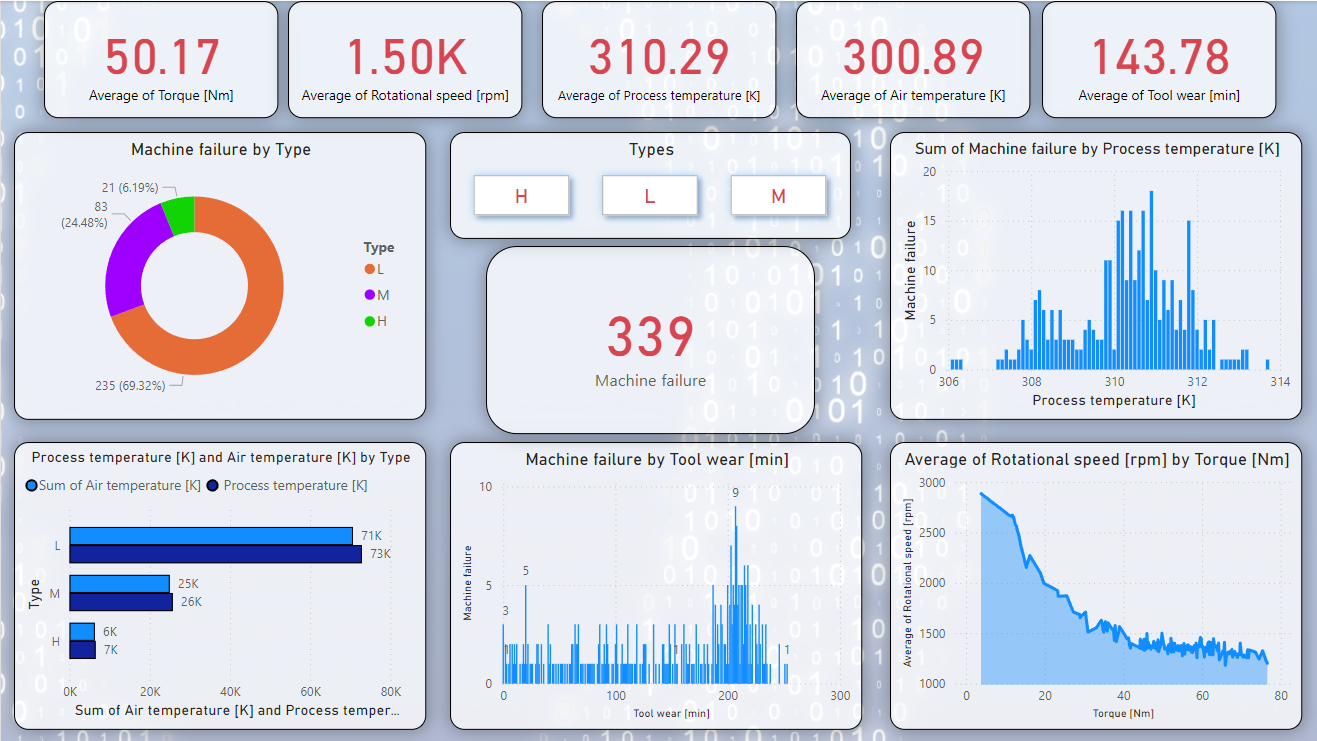 50.17
Average of Torque [Nm]
1.50K
Average of Rotational speed [rpm]
310.29
Average of Process temperature [K]
300.89
Average of Air temperature [K]
143.78
Average of Tool wear [min]
Machine failure by Type
21 (6.19%)
83
(24.48%)
235 (69.32%)
Type
L
M
H
Types
H
L
M
339
Machine failure
Sum of Machine failure by Process temperature [K]
Machine failure
20
15
10
5
0
306
308
310
312
314
Process temperature [K]
Process temperature [K] and Air temperature [K] by Type
Sum of Air temperature [K]
Process temperature [K]
Type
L
71K
73K
M
25K
26K
H
6K
7K
0K
20K
40K
60K
80K
Sum of Air temperature [K] and Process temper...
Machine failure by Tool wear [min]
Machine failure
10
5
0
3
1
5
1
9
1
0
100
200
300
Tool wear [min]
Average of Rotational speed [rpm] by Torque [Nm]
Average of Rotational speed [rpm]
3000
2500
2000
1500
1000
0
20
40
60
80
Torque [Nm]